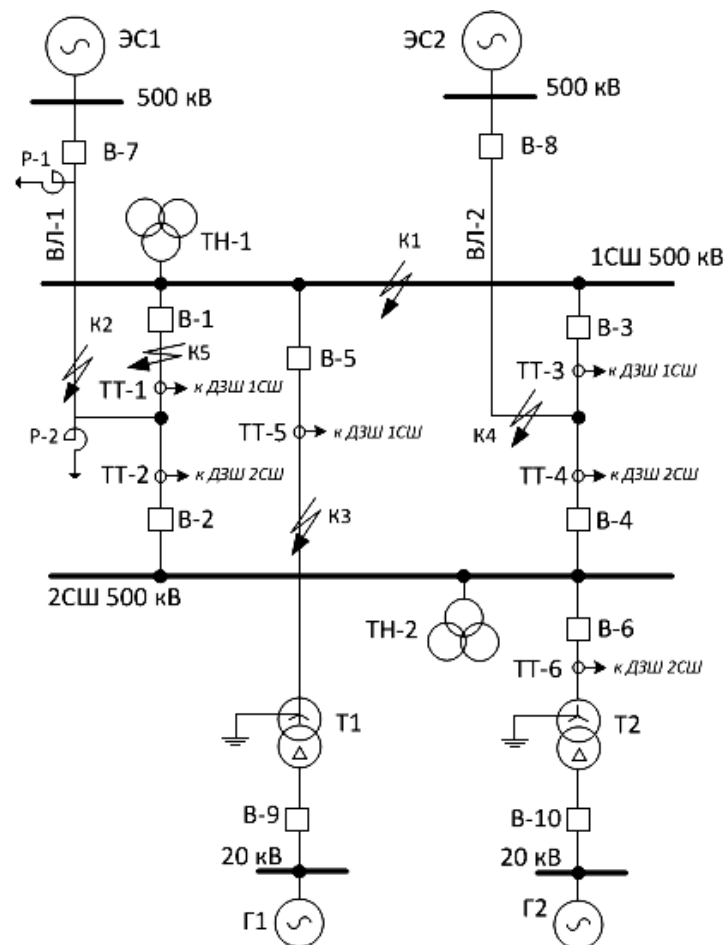 ЭС1
ЭС2
500 кВ
500 кВ
В-7
В-8
Р-1
ВЛ-1
ВЛ-2
ТН-1
К1
1СШ 500 кВ
К2
В-1
В-3
К5
В-5
ТТ-1
к ДЗШ 1СШ
ТТ-3
к ДЗШ 1СШ
Р-2
ТТ-5
к ДЗШ 1СШ
К4
ТТ-2
к ДЗШ 2СШ
ТТ-4
к ДЗШ 2СШ
В-2
К3
В-4
2СШ 500 кВ
ТН-2
В-6
ТТ-6
к ДЗШ 2СШ
Т1
Т2
В-9
В-10
20 кВ
20 кВ
Г1
Г2